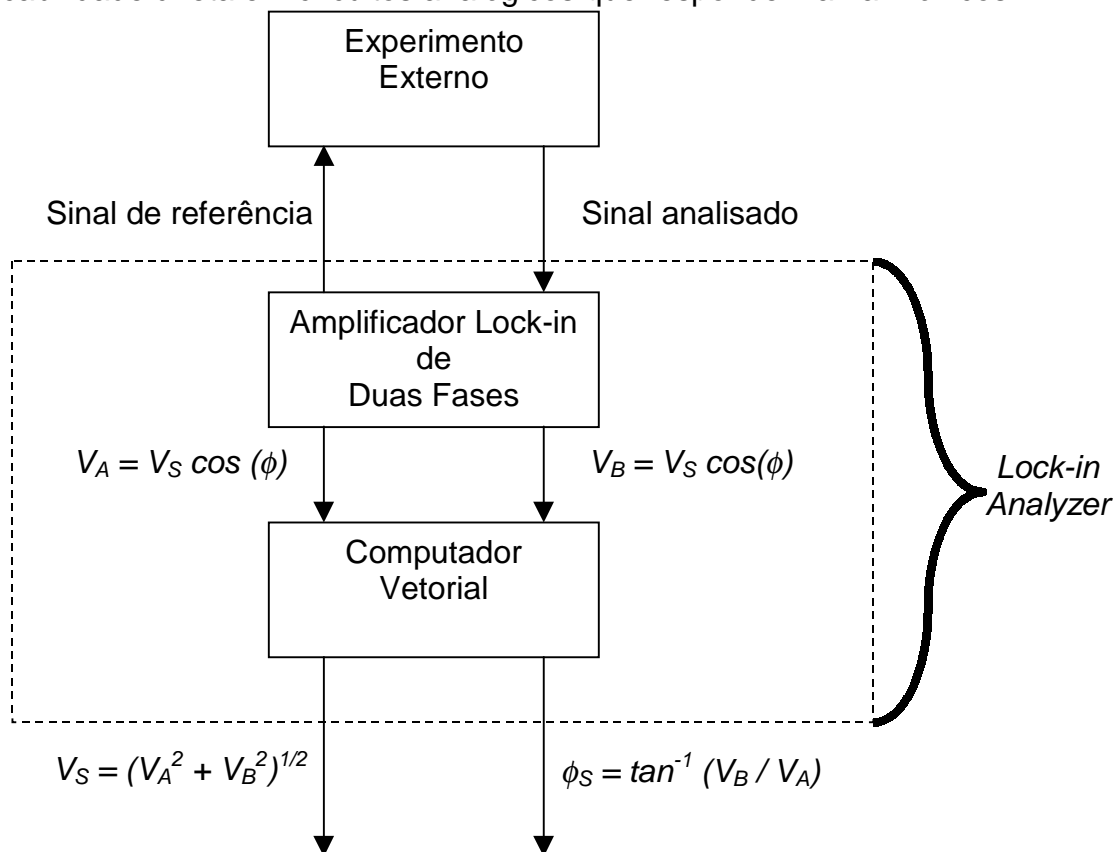 Experimento
Externo
Sinal de referência
Sinal analisado
Amplificador Lock-in
de
Duas Fases
V_A = V_S cos (ϕ)
V_B = V_S cos(ϕ)
Lock-in
Analyzer
Computador
Vetorial
V_S = (V_A^2 + V_B^2)^1/2
ϕ_S = tan^-1 (V_B / V_A)